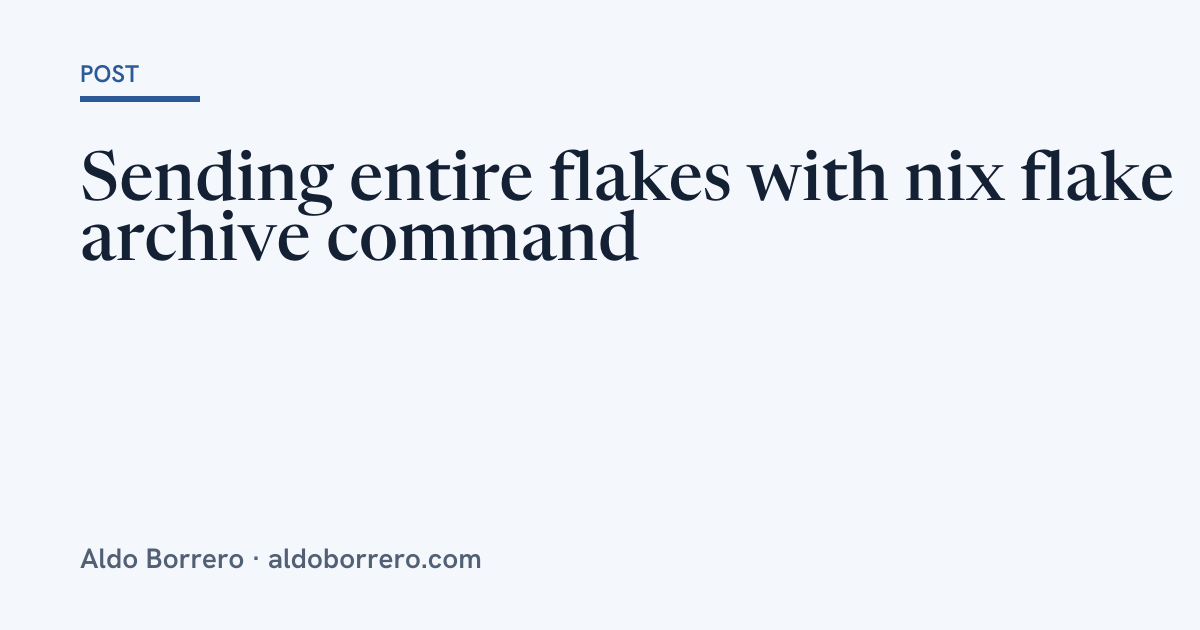 POST
Sending entire flakes with nix flake
archive command
Aldo Borrero · aldoborrero.com